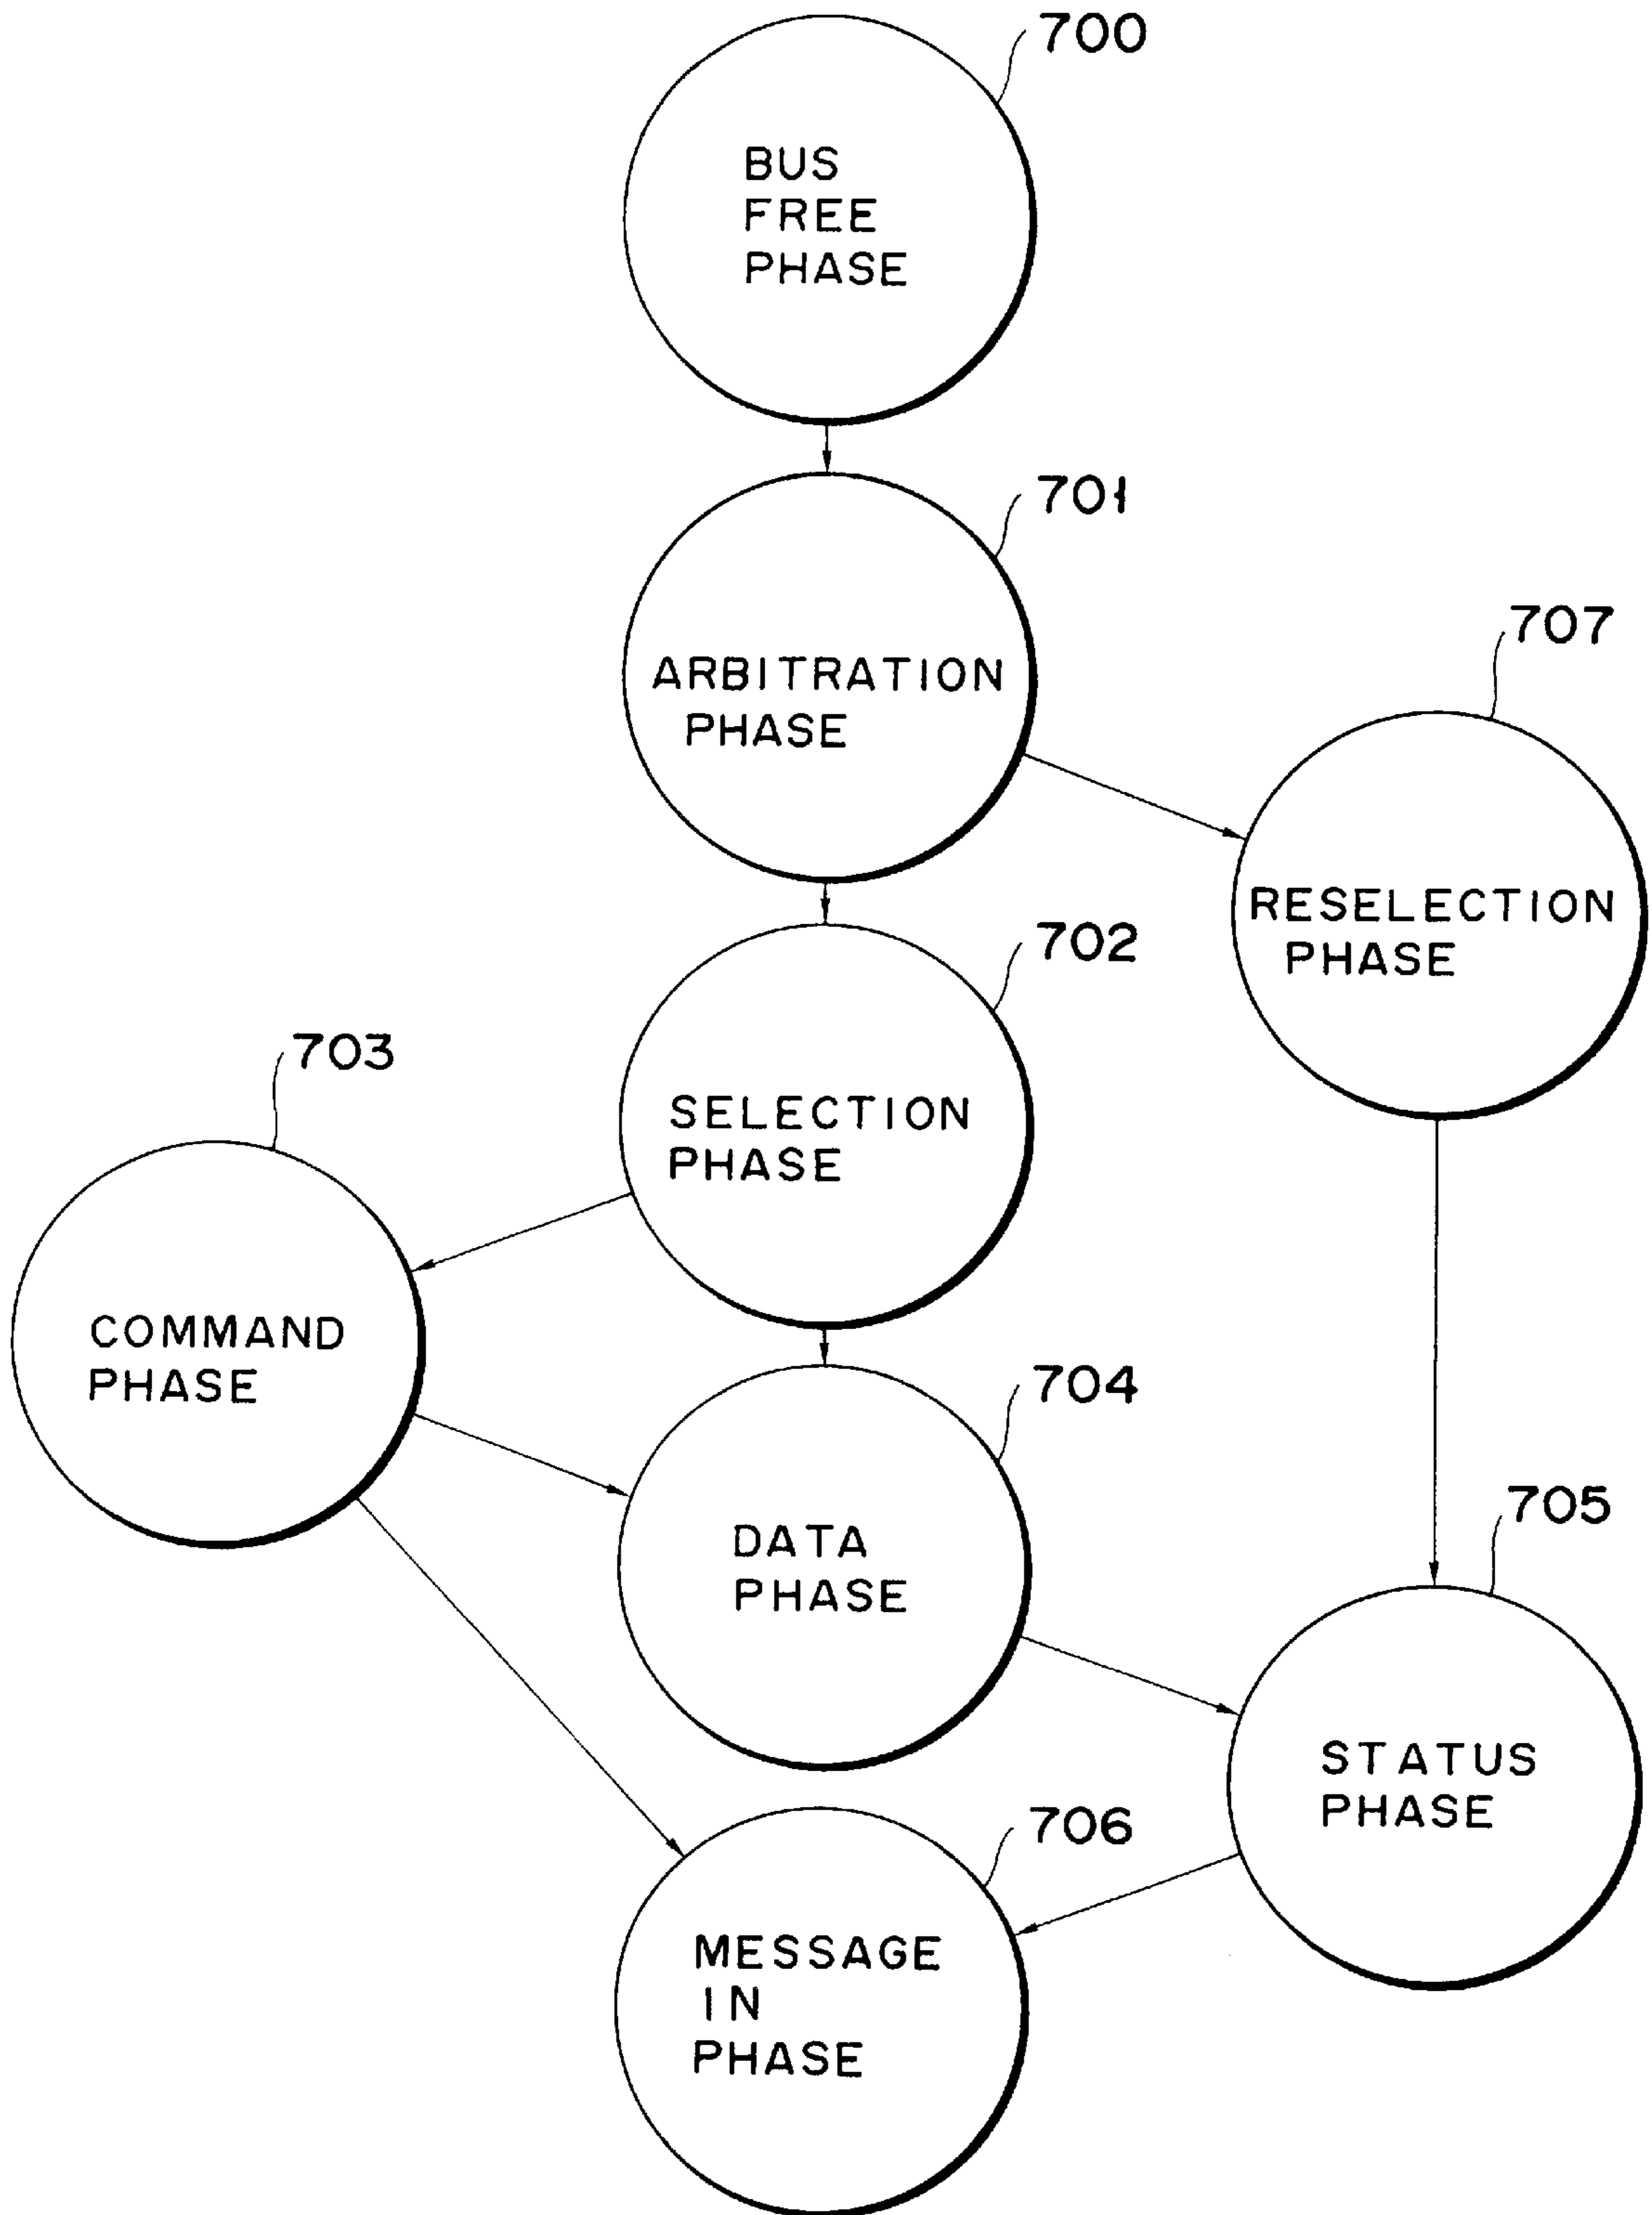 700
BUS
FREE
PHASE
701
ARBITRATION
PHASE
707
RESELECTION
PHASE
702
SELECTION
PHASE
703
COMMAND
PHASE
704
DATA
PHASE
705
STATUS
PHASE
706
MESSAGE
IN
PHASE